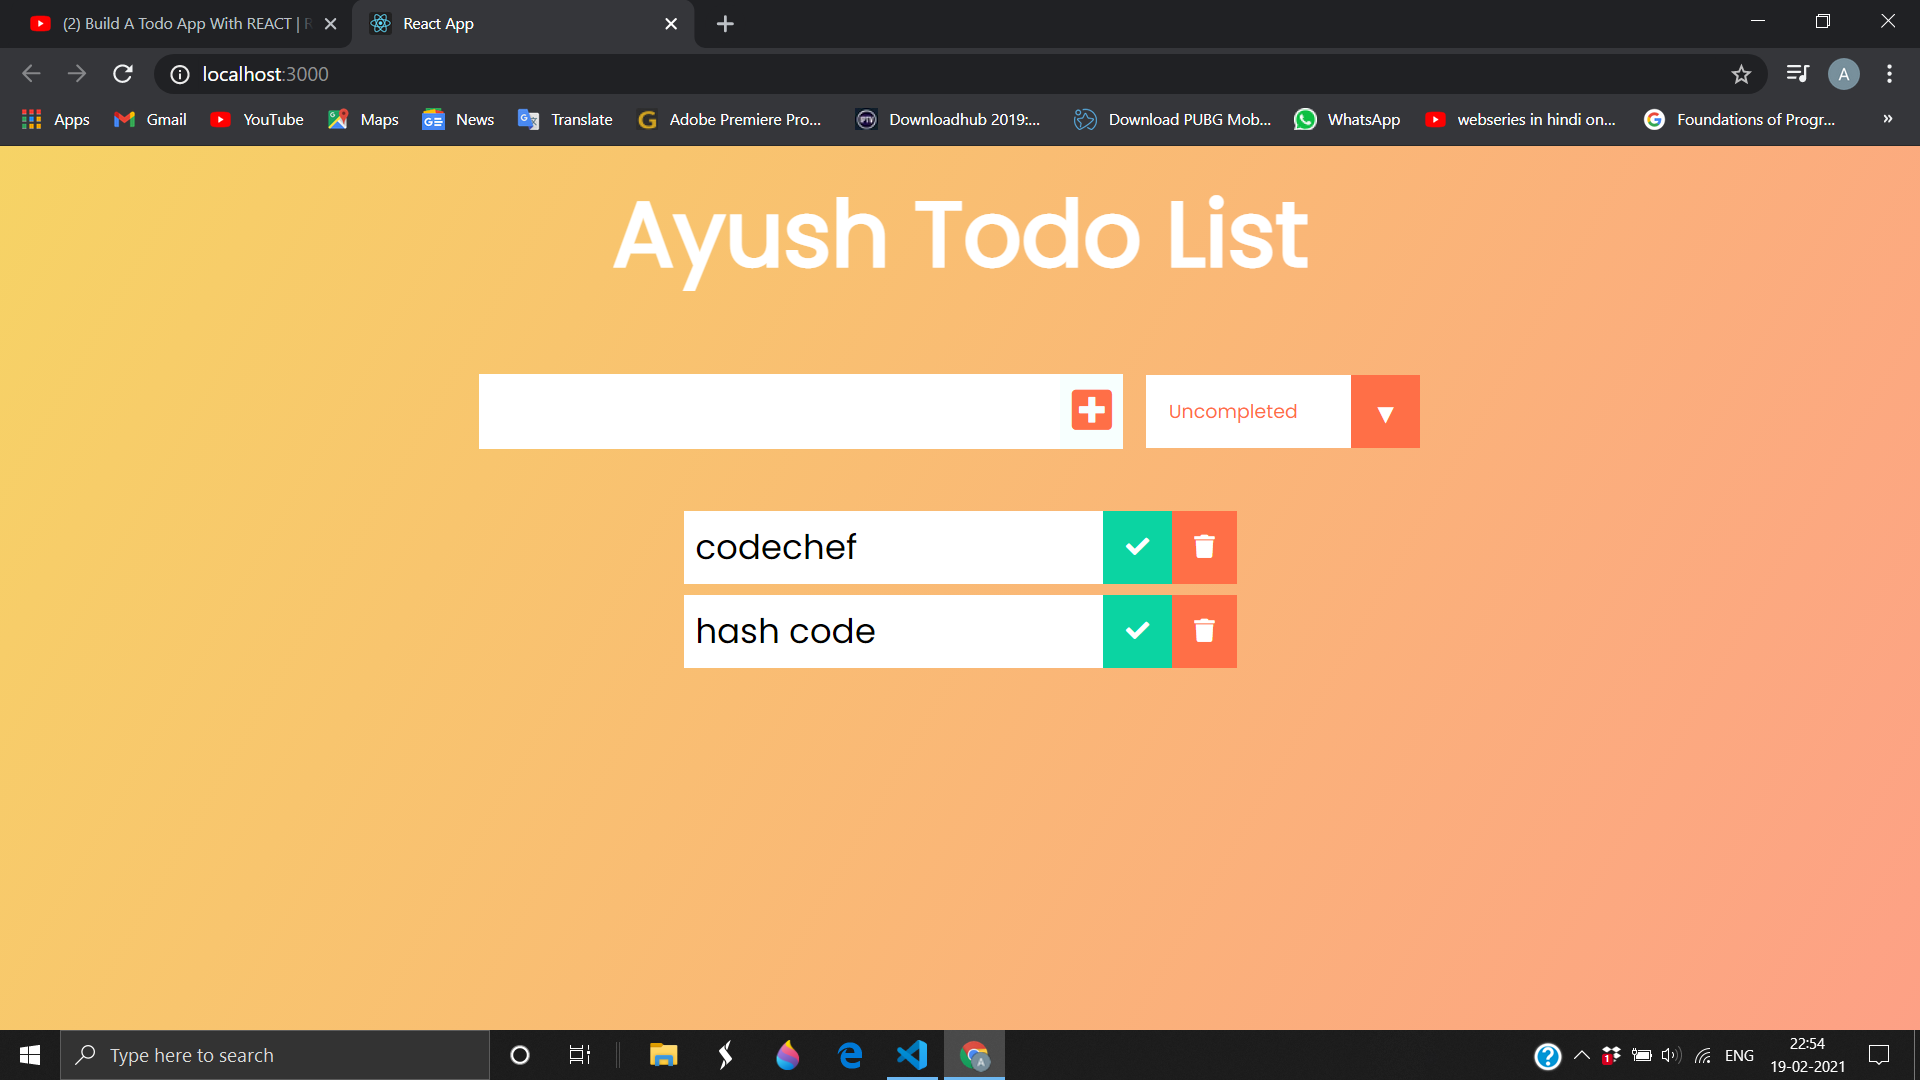 (2) Build A Todo App With REACT |
React App
localhost:3000
A
Apps
Gmail
YouTube
Maps
News
Translate
Adobe Premiere Pro...
Downloadhub 2019:...
Download PUBG Mob...
WhatsApp
webseries in hindi on...
Foundations of Progr...
»
Ayush Todo List
Uncompleted
codechef
hash code
Type here to search
ENG
22:54
19-02-2021